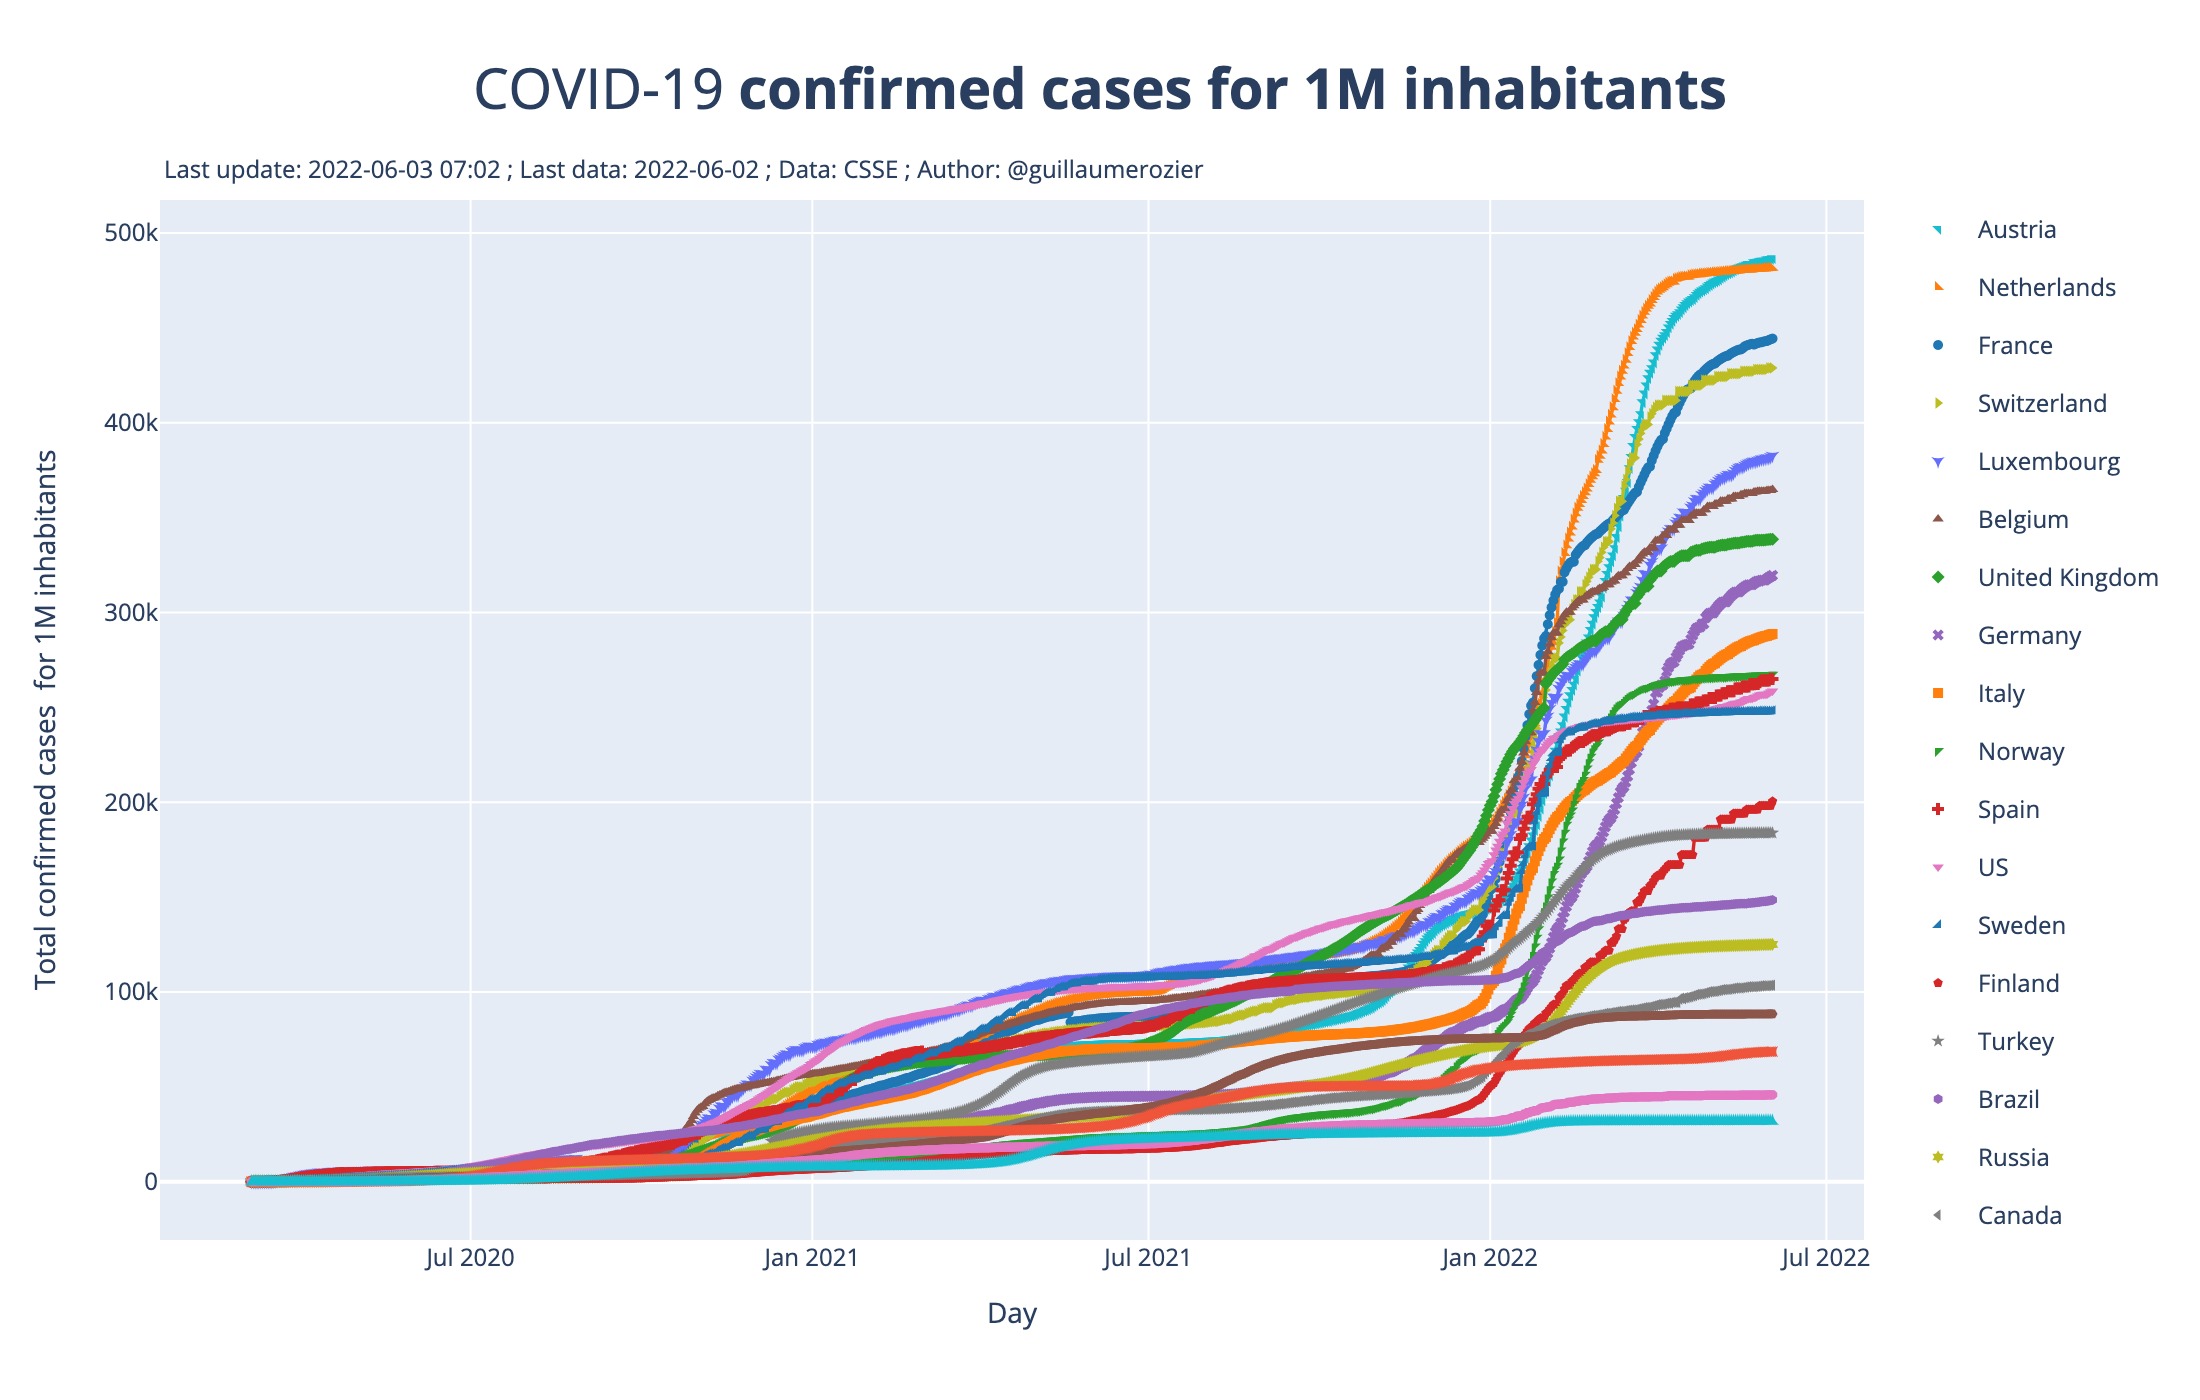 COVID-19 confirmed cases for 1M inhabitants
Last update: 2022-06-03 07:02 ; Last data: 2022-06-02 ; Data: CSSE ; Author: @guillaumerozier
Total confirmed cases  for 1M inhabitants
500k
400k
300k
200k
100k
0
Jul 2020
Jan 2021
Jul 2021
Jan 2022
Jul 2022
Day
Austria
Netherlands
France
Switzerland
Luxembourg
Belgium
United Kingdom
Germany
Italy
Norway
Spain
US
Sweden
Finland
Turkey
Brazil
Russia
Canada